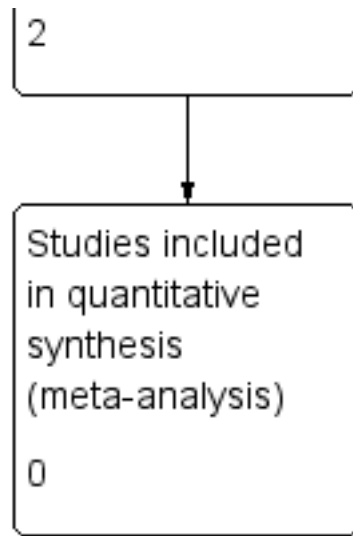 2
Studies included
in quantitative
synthesis
(meta-analysis)
0